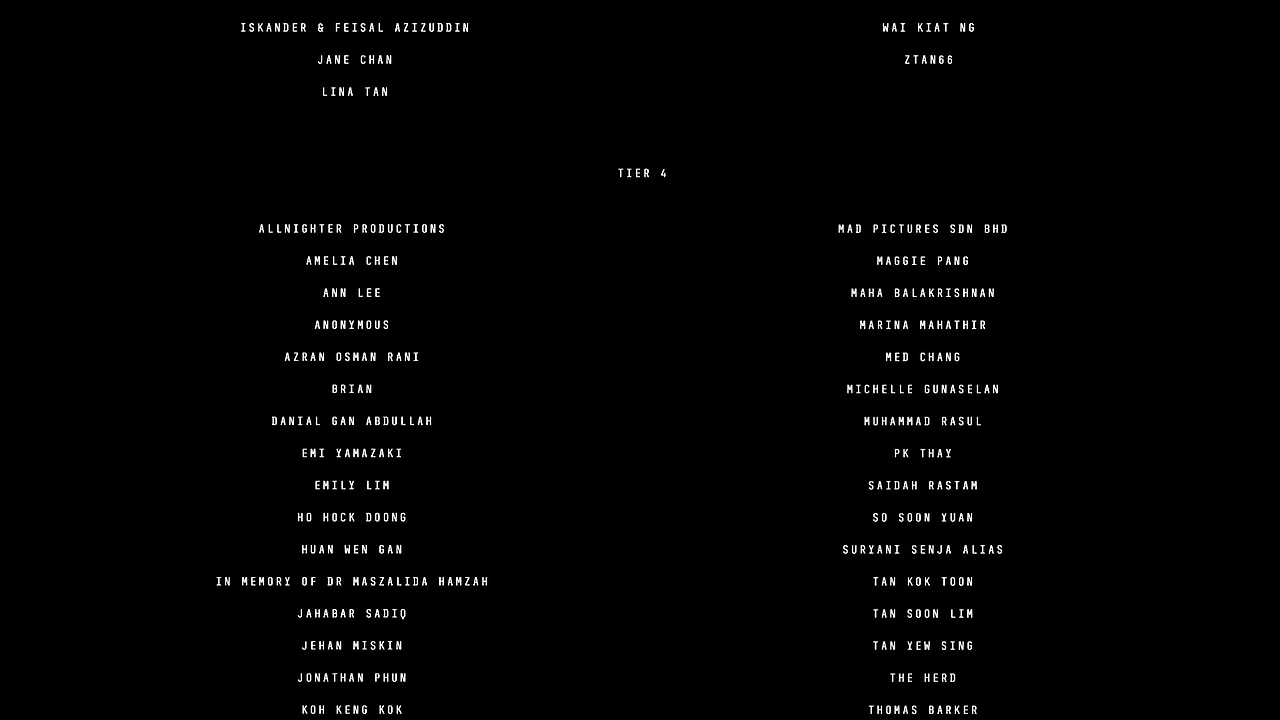 ISKANDER & FEISAL AZIZUDDIN
JANE CHAN
LINA TAN
WAI KIAT NG
ZTAN66
TIER 4
ALLNIGHTER PRODUCTIONS
AMELIA CHEN
ANN LEE
ANONYMOUS
AZRAN OSMAN RANI
BRIAN
DANIAL GAN ABDULLAH
EMI YAMAZAKI
EMILY LIM
HO HOCK DOONG
HUAN WEN GAN
IN MEMORY OF DR MASZALIDA HAMZAH
JAHABAR SADIQ
JEHAN MISKIN
JONATHAN PHUN
KOH KENG KOK
MAD PICTURES SDN BHD
MAGGIE PANG
MAHA BALAKRISHNAN
MARINA MAHATHIR
MED CHANG
MICHELLE GUNASELAN
MUHAMMAD RASUL
PK THAY
SAIDAH RASTAM
SO SOON YUAN
SURYANI SENJA ALIAS
TAN KOK TOON
TAN SOON LIM
TAN YEW SING
THE HERD
THOMAS BARKER